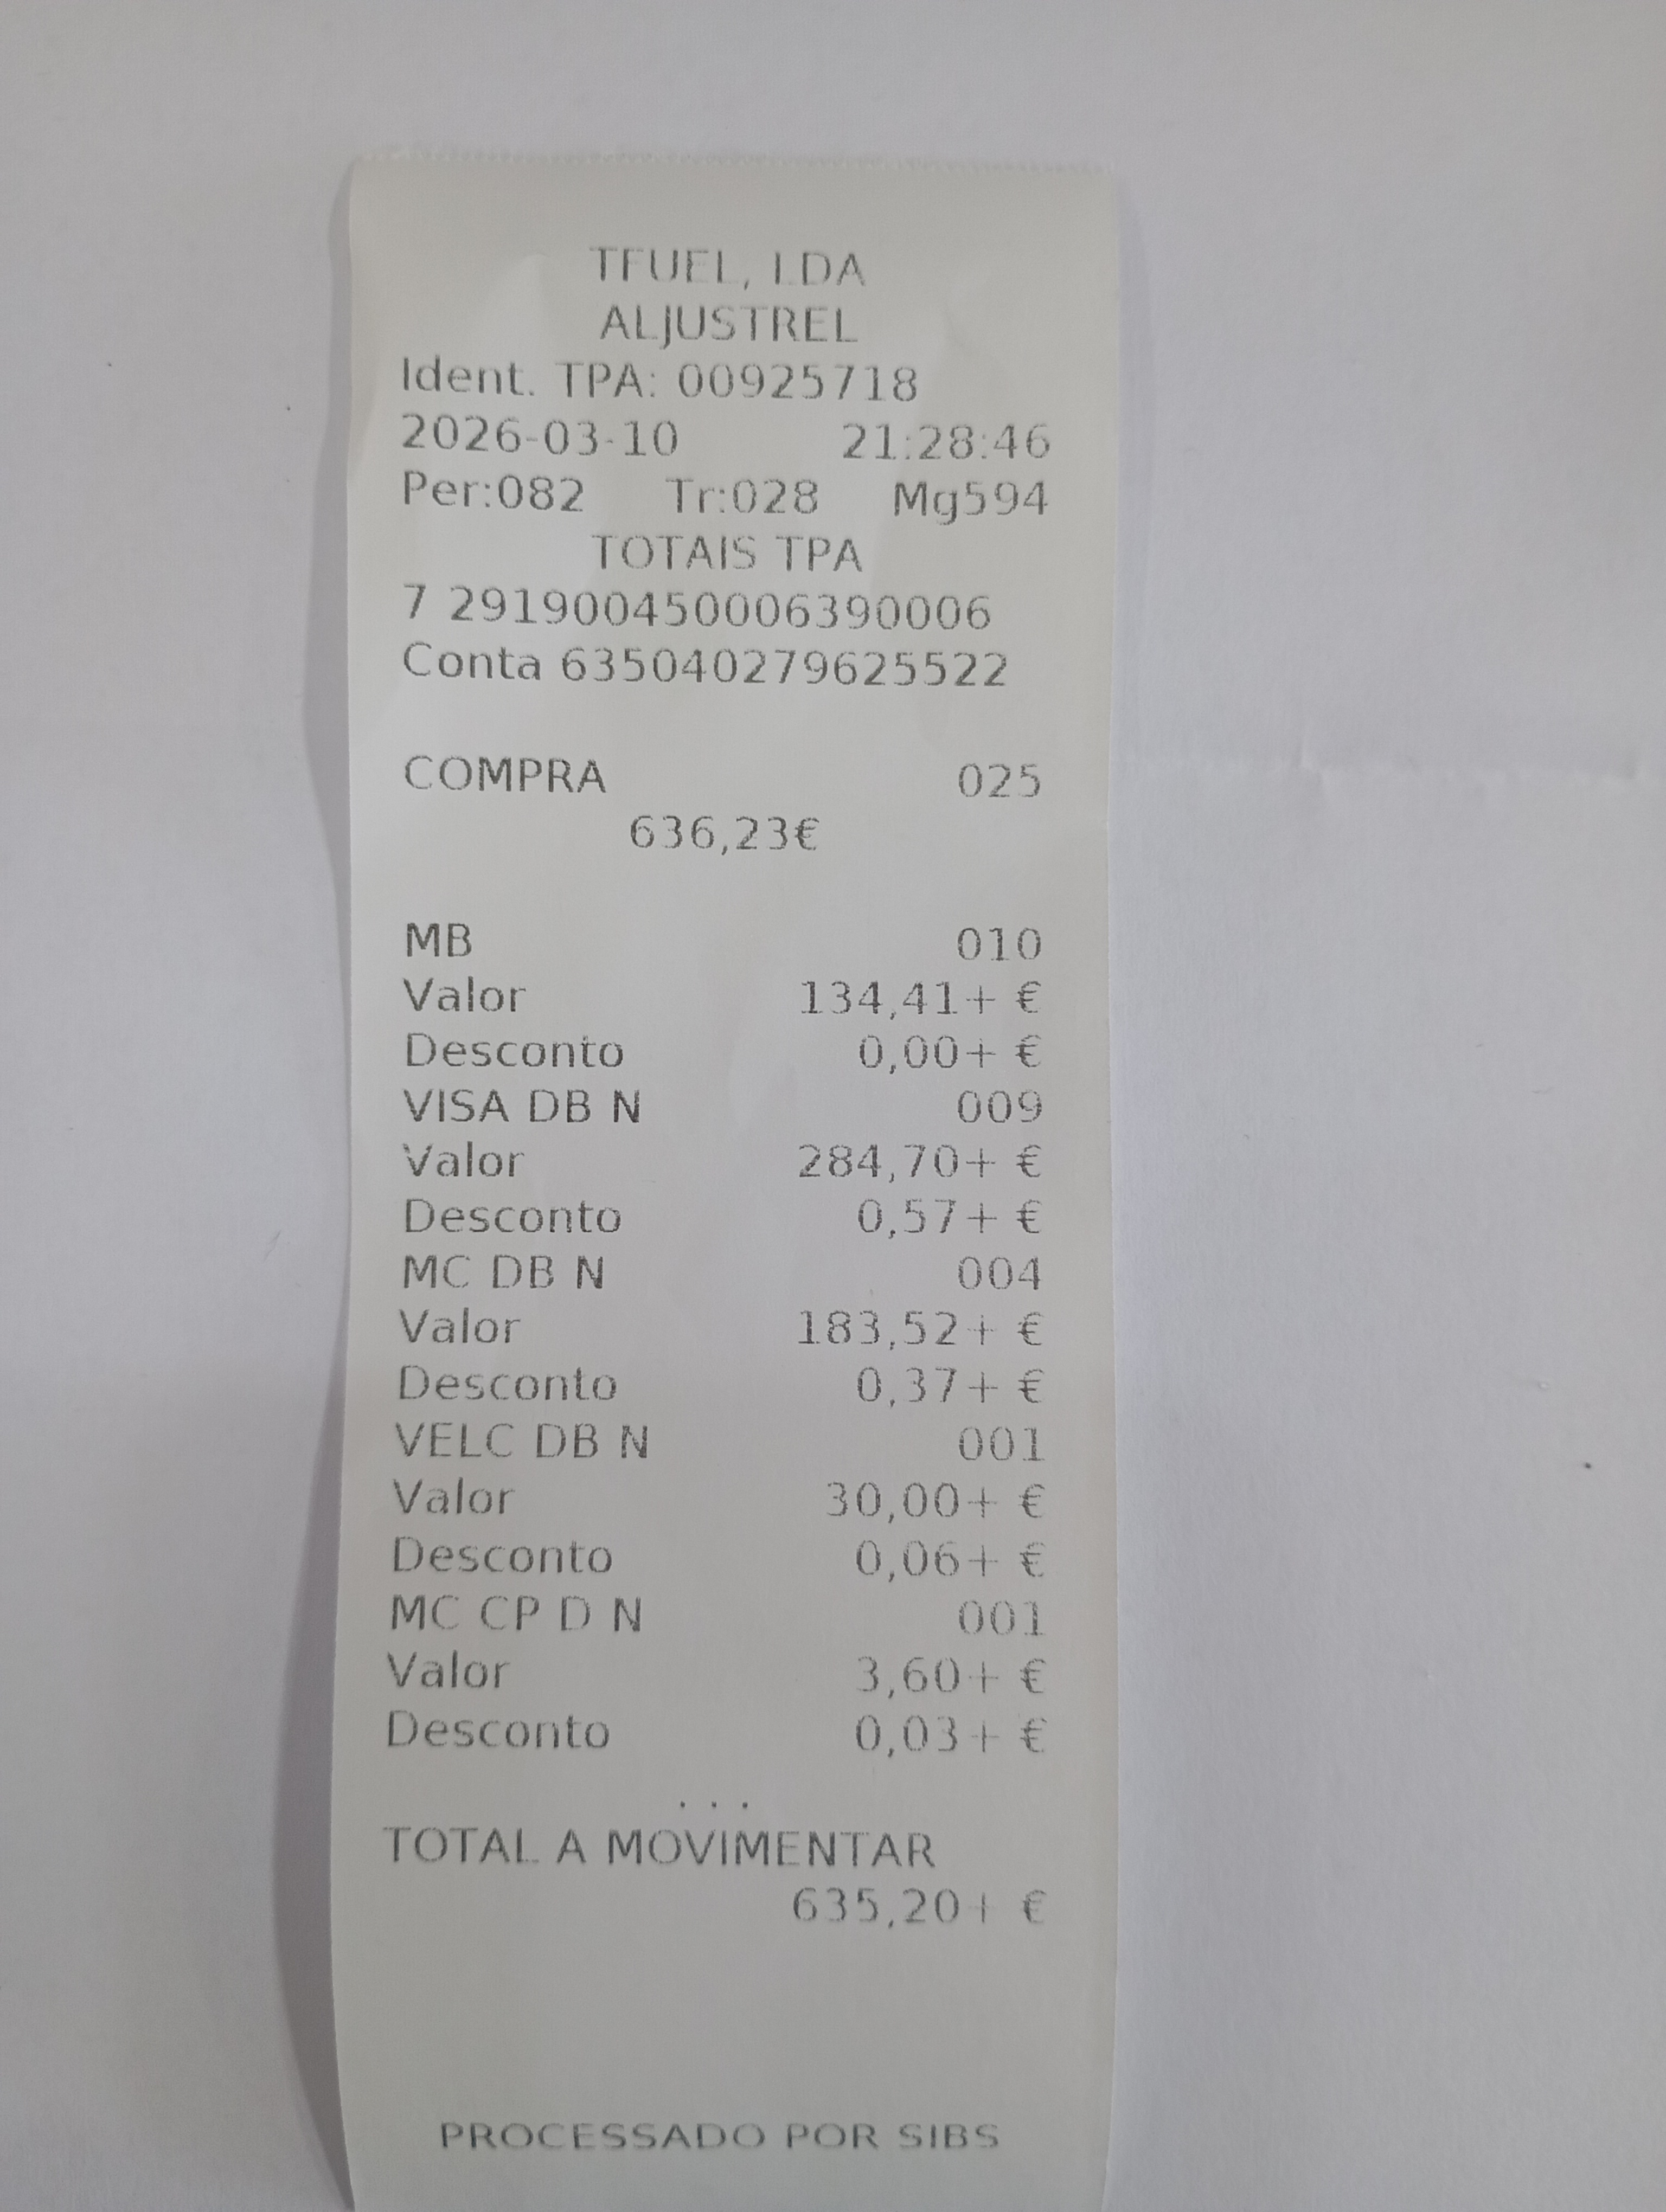 TFUEL, LDA
ALJUSTREL
Ident. TPA: 00925718
2026-03-10 21:28:46
Per:082 Tr:028 Mg594
TOTAIS TPA
7 2919004500063​90006
Conta 635040279625522
COMPRA 025
636,23€
MB 010
Valor 134,41+ €
Desconto 0,00+ €
VISA DB N 009
Valor 284,70+ €
Desconto 0,57+ €
MC DB N 004
Valor 183,52+ €
Desconto 0,37+ €
VELC DB N 001
Valor 30,00+ €
Desconto 0,06+ €
MC CP D N 001
Valor 3,60+ €
Desconto 0,03+ €
...
TOTAL A MOVIMENTAR
635,20+ €
PROCESSADO POR SIBS